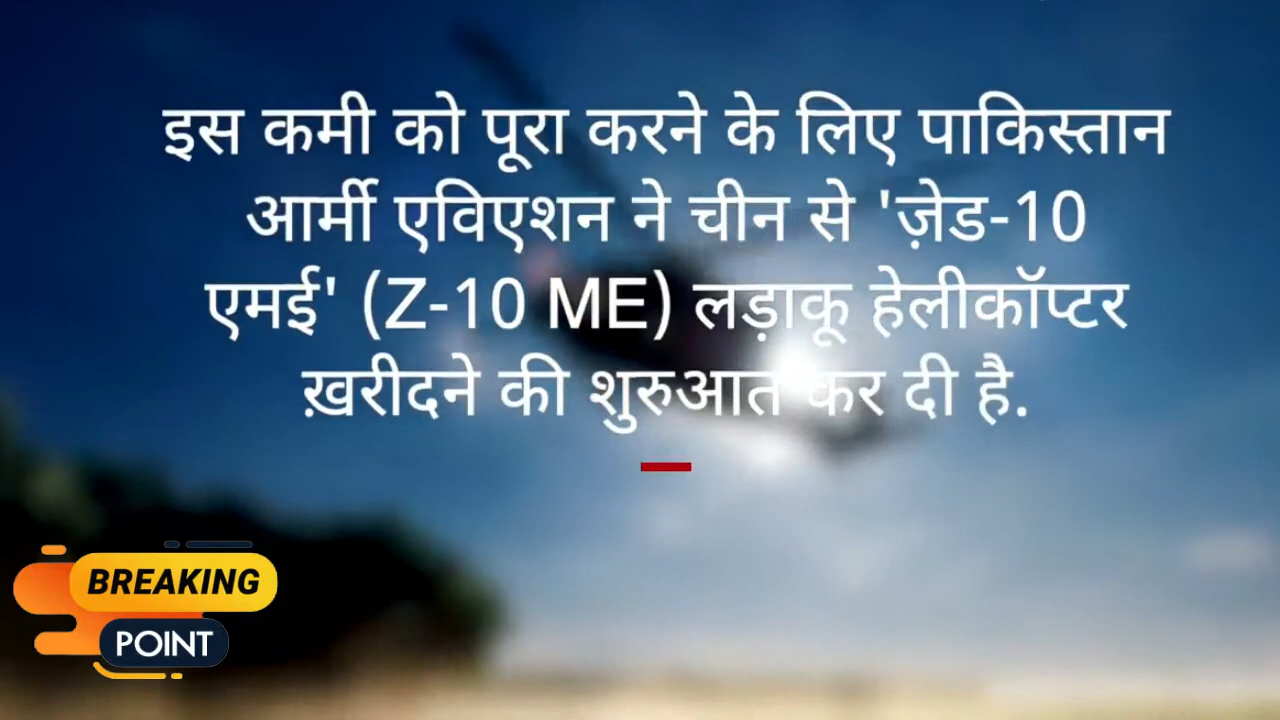 इस कमी को पूरा करने के लिए पाकिस्तान
आर्मी एविएशन ने चीन से 'ज़ेड-10
एमई' (Z-10 ME) लड़ाकू हेलीकॉप्टर
ख़रीदने की शुरुआत कर दी है.
BREAKING
POINT